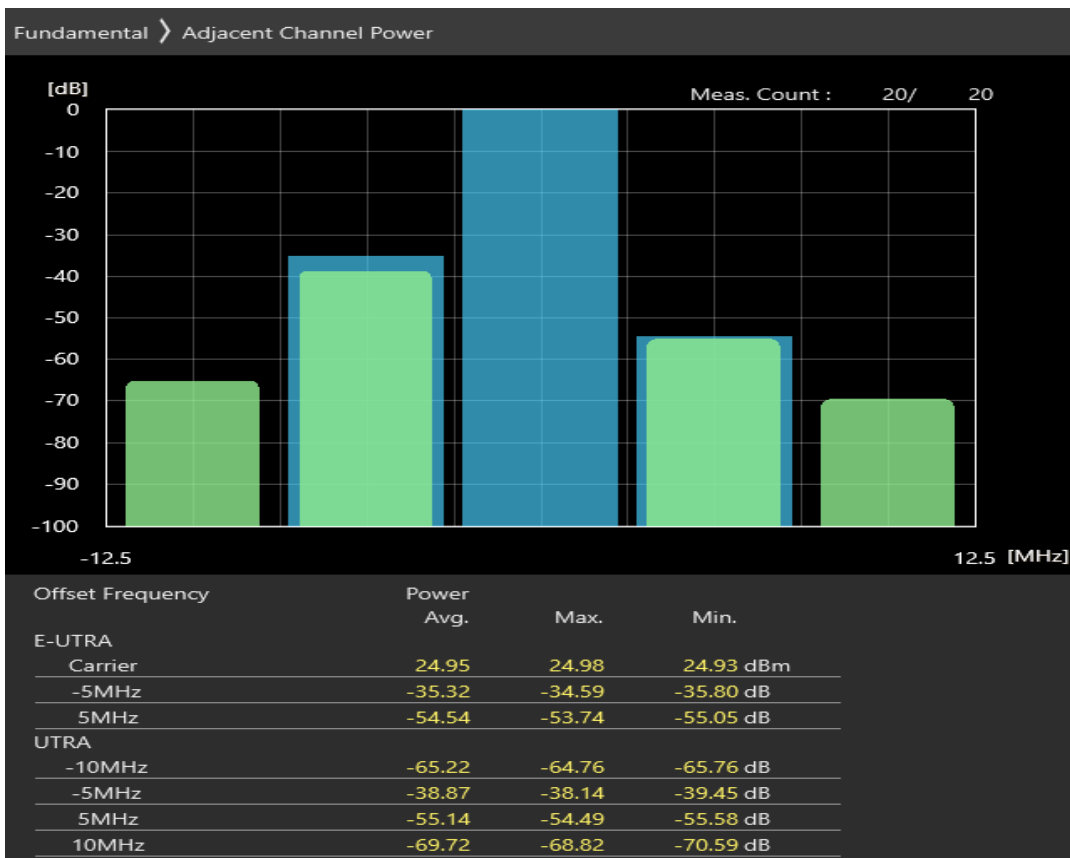 Fundamental 〉 Adjacent Channel Power
[dB]
Meas. Count : 20/ 20
0
-10
-20
-30
-40
-50
-60
-70
-80
-90
-100
-12.5 12.5 [MHz]
Offset Frequency Power
Avg. Max. Min.
E-UTRA
Carrier 24.95 24.98 24.93 dBm
-5MHz -35.32 -34.59 -35.80 dB
5MHz -54.54 -53.74 -55.05 dB
UTRA
-10MHz -65.22 -64.76 -65.76 dB
-5MHz -38.87 -38.14 -39.45 dB
5MHz -55.14 -54.49 -55.58 dB
10MHz -69.72 -68.82 -70.59 dB